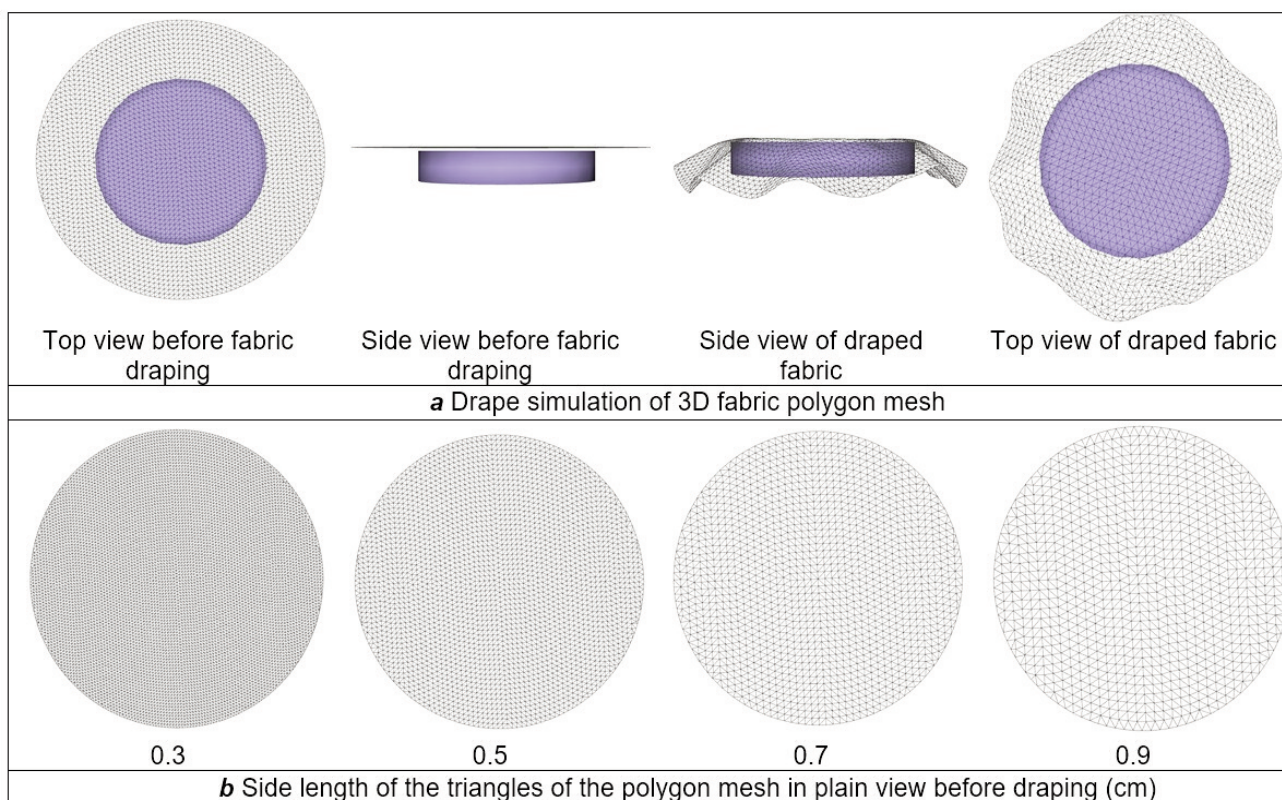 Top view before fabric
draping
Side view before fabric
draping
Side view of draped
fabric
Top view of draped fabric
a Drape simulation of 3D fabric polygon mesh
0.3
0.5
0.7
0.9
b Side length of the triangles of the polygon mesh in plain view before draping (cm)